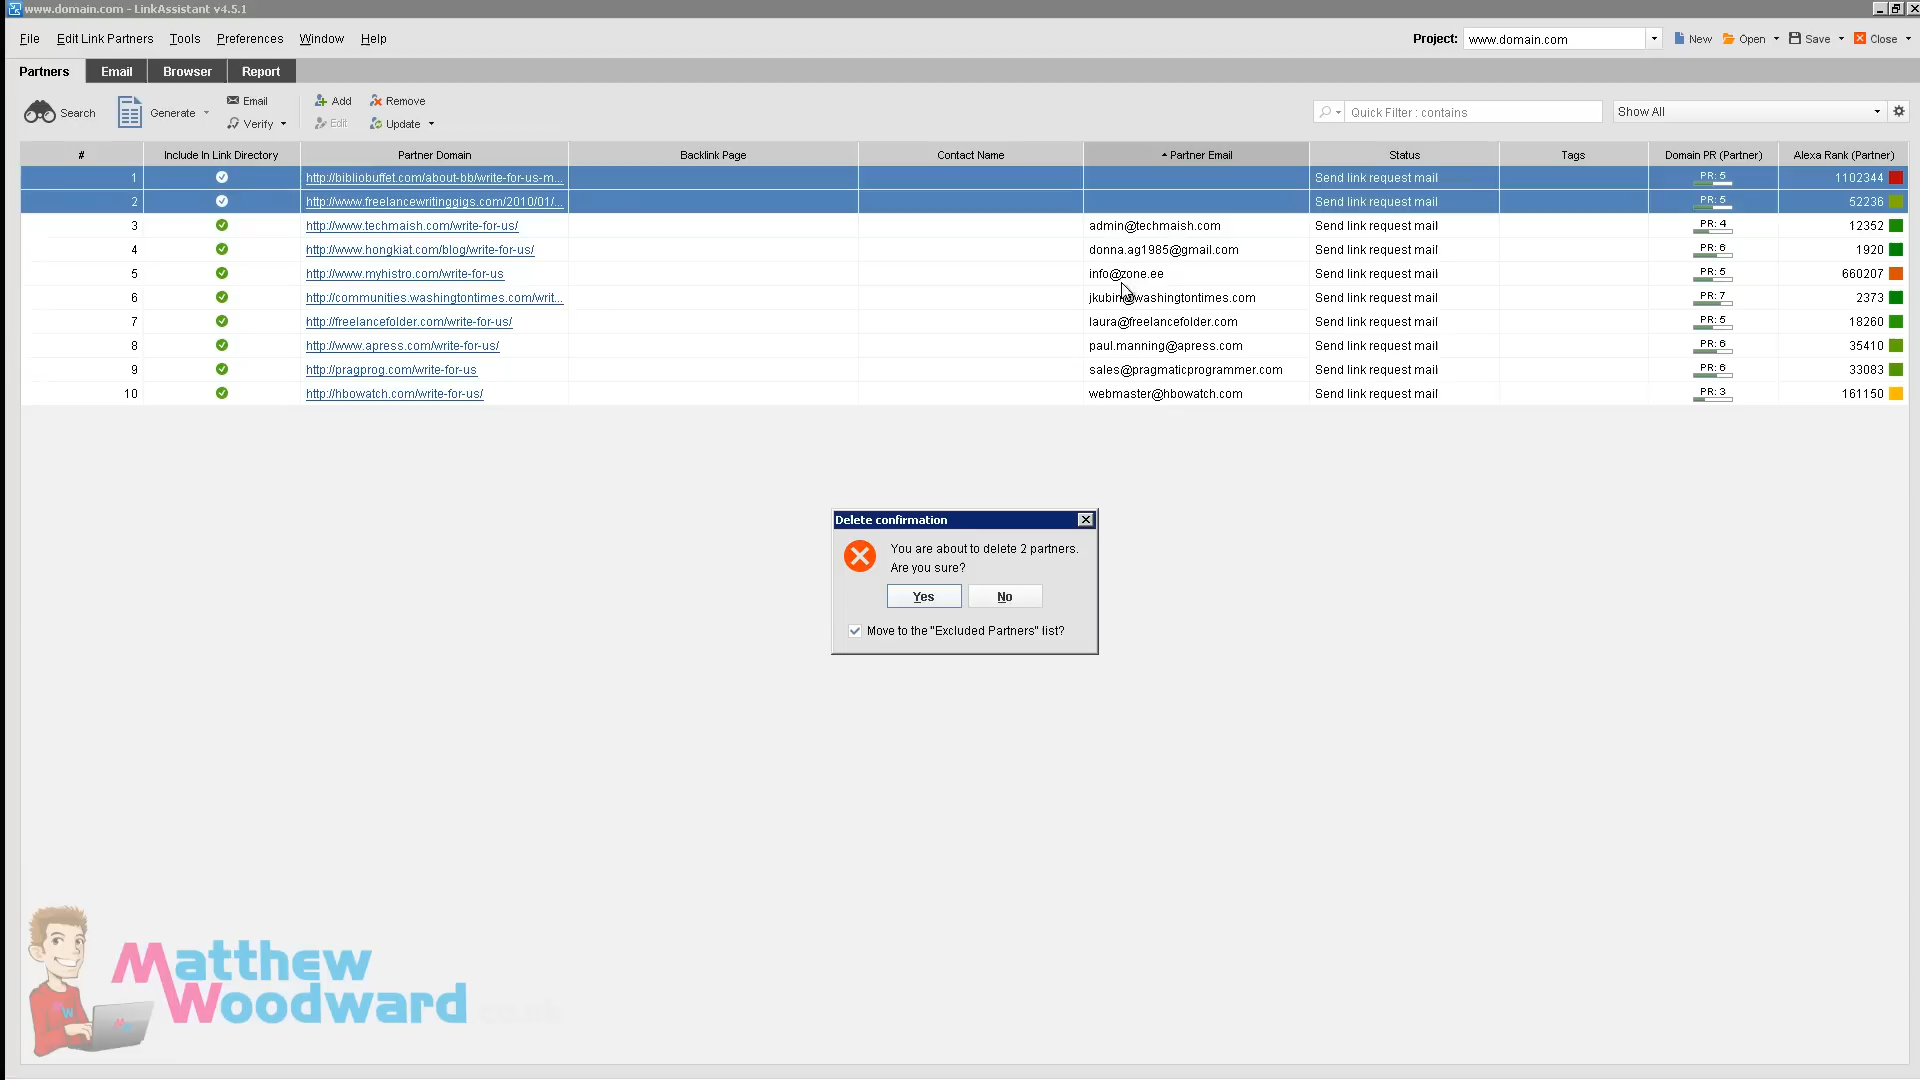 www.domain.com - LinkAssistant v4.5.1
File Edit Link Partners Tools Preferences Window Help Project: www.domain.com New Open Save Close
Partners Email Browser Report
Search Generate Email Verify Add Edit Remove Update Quick Filter : contains Show All
# Include In Link Directory Partner Domain Backlink Page Contact Name Partner Email Status Tags Domain PR (Partner) Alexa Rank (Partner)
1 http://bibliobuffet.com/about-bb/write-for-us-m... Send link request mail PR: 5 1102344
2 http://www.freelancewritinggigs.com/2010/01/... Send link request mail PR: 5 52236
3 http://www.techmaish.com/write-for-us/ admin@techmaish.com Send link request mail PR: 4 12352
4 http://www.hongkiat.com/blog/write-for-us/ donna.ag1985@gmail.com Send link request mail PR: 6 1920
5 http://www.myhistro.com/write-for-us info@zone.ee Send link request mail PR: 5 660207
6 http://communities.washingtontimes.com/writ... jkubin@washingtontimes.com Send link request mail PR: 7 2373
7 http://freelancefolder.com/write-for-us/ laura@freelancefolder.com Send link request mail PR: 5 18260
8 http://www.apress.com/write-for-us/ paul.manning@apress.com Send link request mail PR: 6 35410
9 http://pragprog.com/write-for-us sales@pragmaticprogrammer.com Send link request mail PR: 6 33083
10 http://hbowatch.com/write-for-us/ webmaster@hbowatch.com Send link request mail PR: 3 161150
Delete confirmation
You are about to delete 2 partners.
Are you sure?
Yes No
Move to the "Excluded Partners" list?
Matthew
Woodward